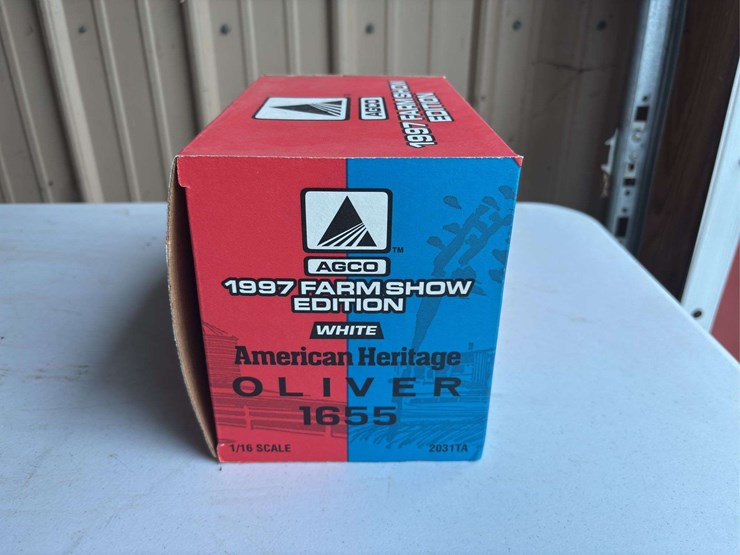 AGCO
1997 FARM SHOW
EDITION
TM
AGCO
1997 FARM SHOW
EDITION
WHITE
American Heritage
OLIVER
1655
1/16 SCALE
2031TA